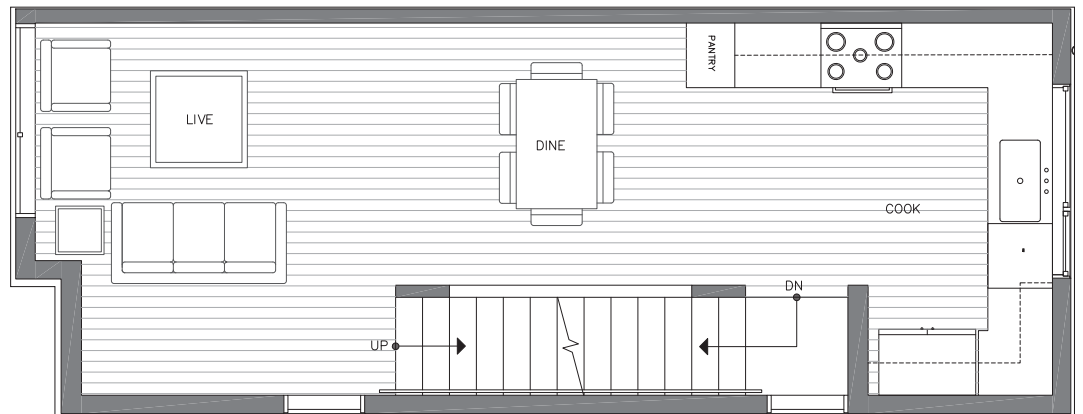 PANTRY
LIVE
DINE
COOK
DN
UP